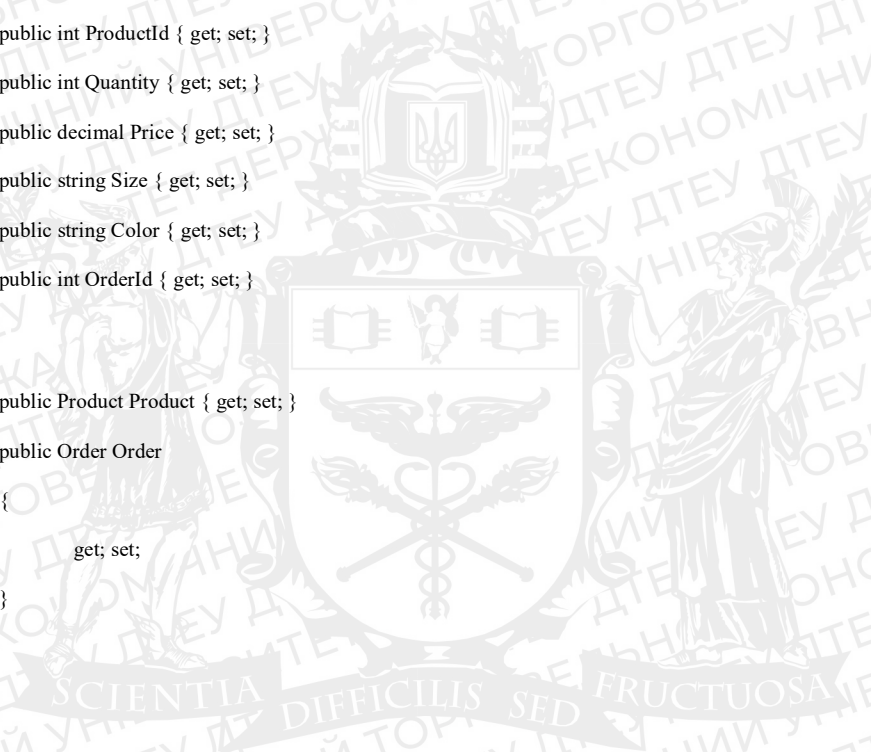 public int ProductId { get; set; }
public int Quantity { get; set; }
public decimal Price { get; set; }
public string Size { get; set; }
public string Color { get; set; }
public int OrderId { get; set; }
public Product Product { get; set; }
public Order Order
{
get; set;
}
SCIENTIA DIFFICILIS SED FRUCTUOSA